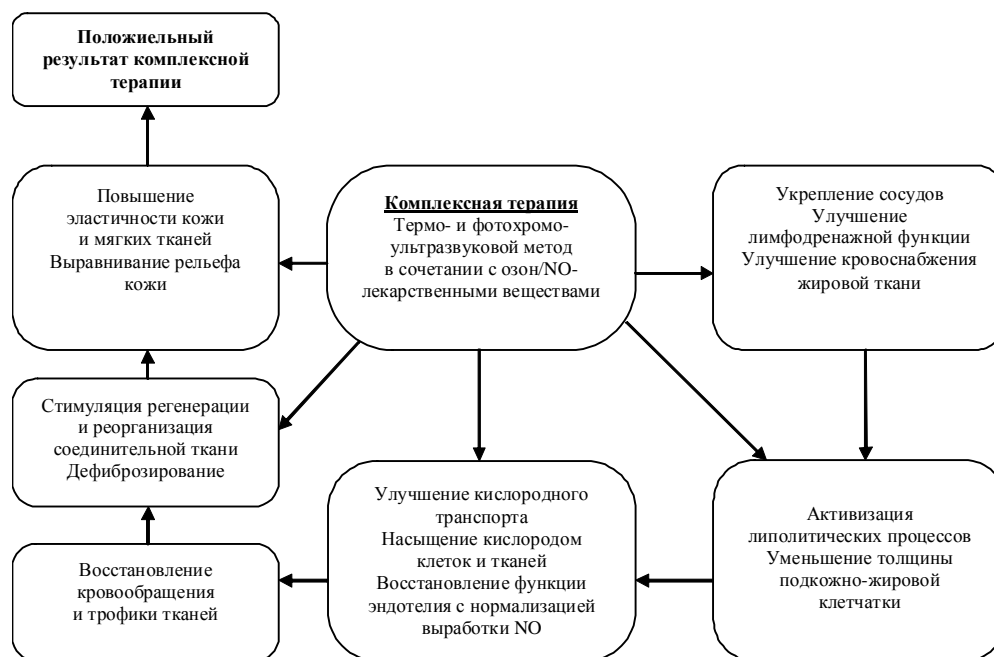 Положиельный
результат комплексной
терапии
Повышение
эластичности кожи
и мягких тканей
Выравнивание рельефа
кожи
Комплексная терапия
Термо- и фотохромо-
ультразвуковой метод
в сочетании с озон/NO-
лекарственными веществами
Укрепление сосудов
Улучшение
лимфодренажной функции
Улучшение кровоснабжения
жировой ткани
Стимуляция регенерации
и реорганизация
соединительной ткани
Дефиброзирование
Улучшение кислородного
транспорта
Насыщение кислородом
клеток и тканей
Восстановление функции
эндотелия с нормализацией
выработки NO
Активизация
липолитических процессов
Уменьшение толщины
подкожно-жировой
клетчатки
Восстановление
кровообращения
и трофики тканей